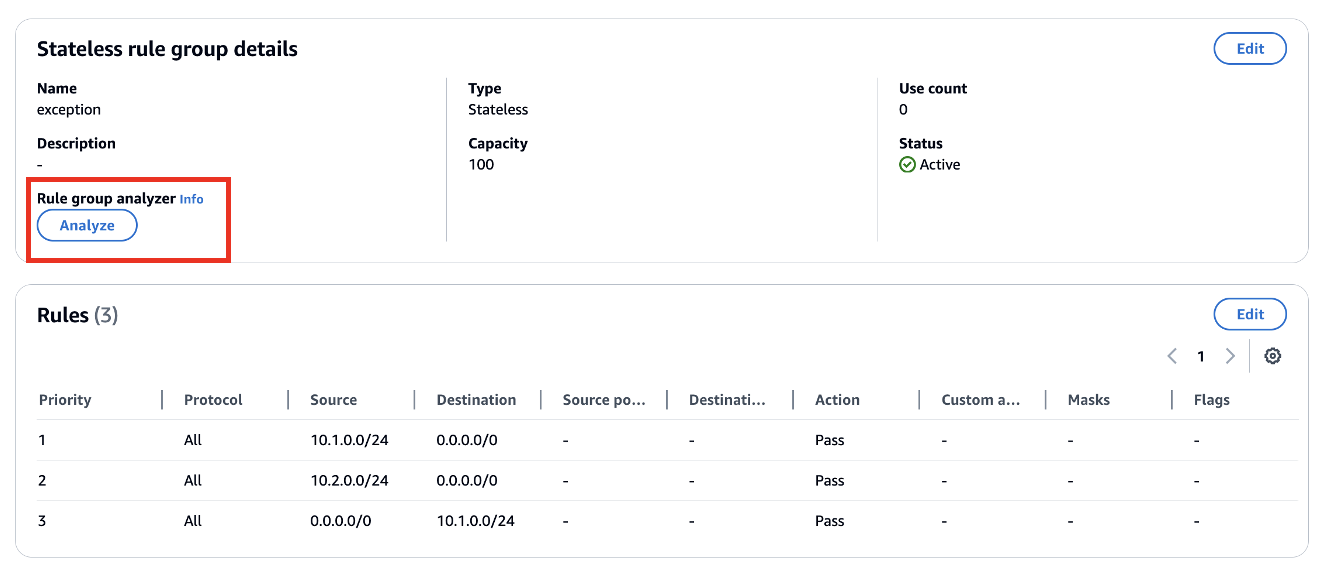 Stateless rule group details
Edit
Name
exception
Type
Stateless
Use count
0
Description
-
Capacity
100
Status
Active
Rule group analyzer Info
Analyze
Rules (3)
Edit
1
Priority Protocol Source Destination Source po... Destinati... Action Custom a... Masks Flags
1 All 10.1.0.0/24 0.0.0.0/0 - - Pass - - -
2 All 10.2.0.0/24 0.0.0.0/0 - - Pass - - -
3 All 0.0.0.0/0 10.1.0.0/24 - - Pass - - -